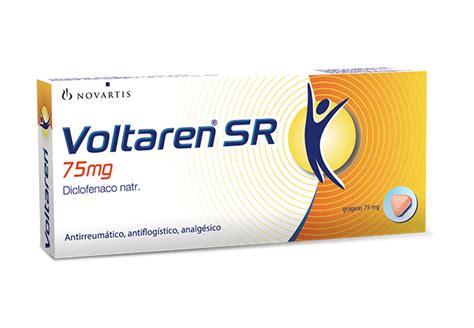 NOVARTIS
Voltaren® SR
75mg
Diclofenaco natr.
grageas 75 mg
Antirreumático, antiflogístico, analgésico